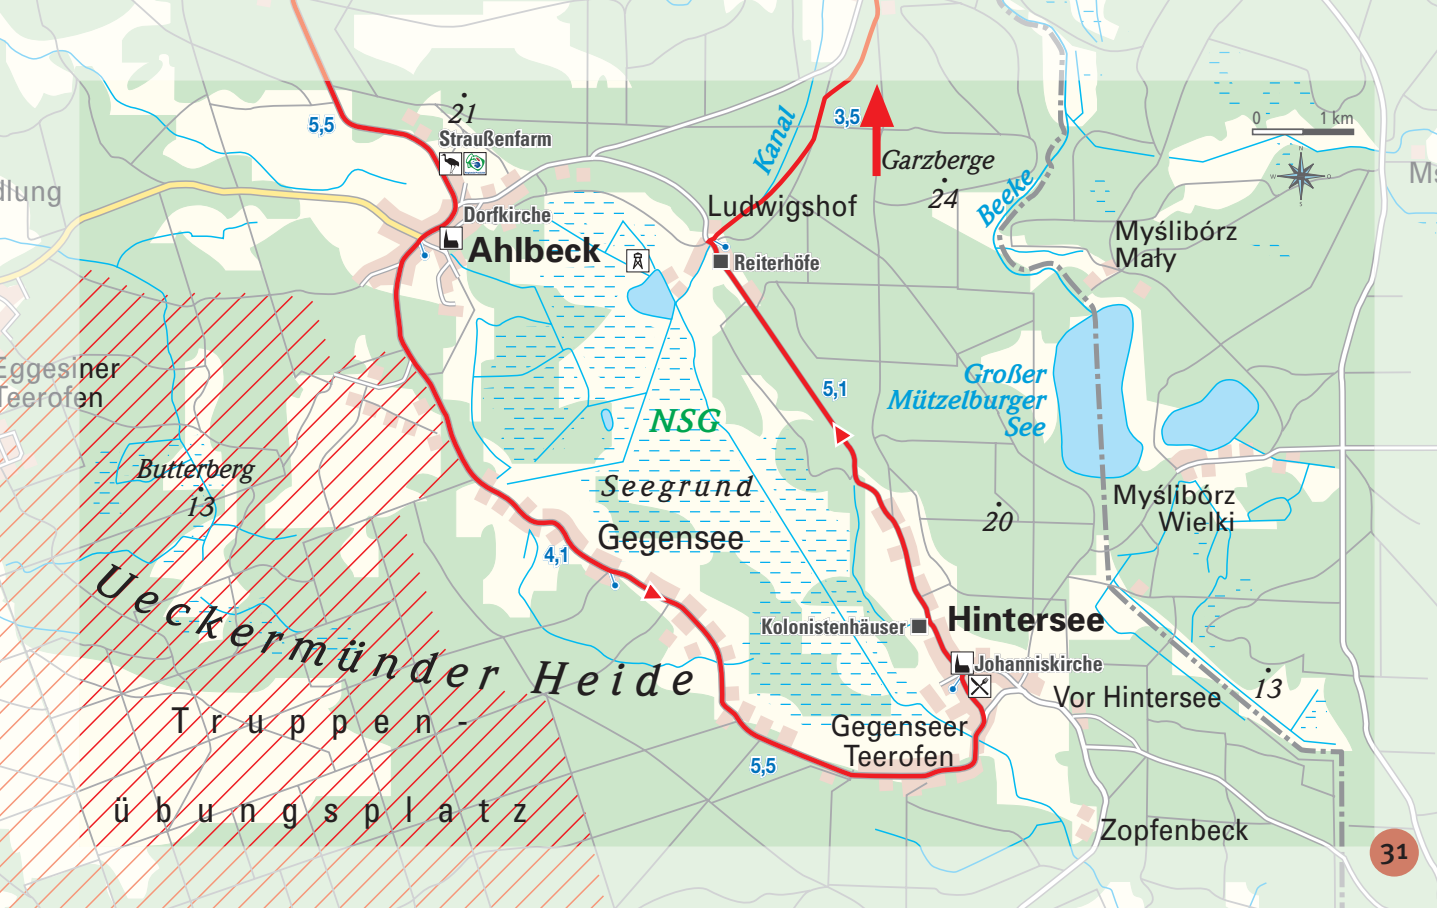 21
5,5
Straußenfarm
3,5
Kanal
0 1 km
Garzberge
24
N
W O
S
Beeke
dlung
Dorfkirche
Ludwigshof
Ahlbeck
Reiterhöfe
Myślibórz
Mały
Eggesiner
Teerofen
Großer
Mützelburger
See
5,1
NSG
Butterberg
13
Seegrund
20
Myślibórz
Wielki
Gegensee
4,1
Ueckermünder Heide
Kolonistenhäuser
Hintersee
Johanniskirche
Vor Hintersee
13
Truppen-
übungsplatz
Gegenseer
Teerofen
5,5
Zopfenbeck
31